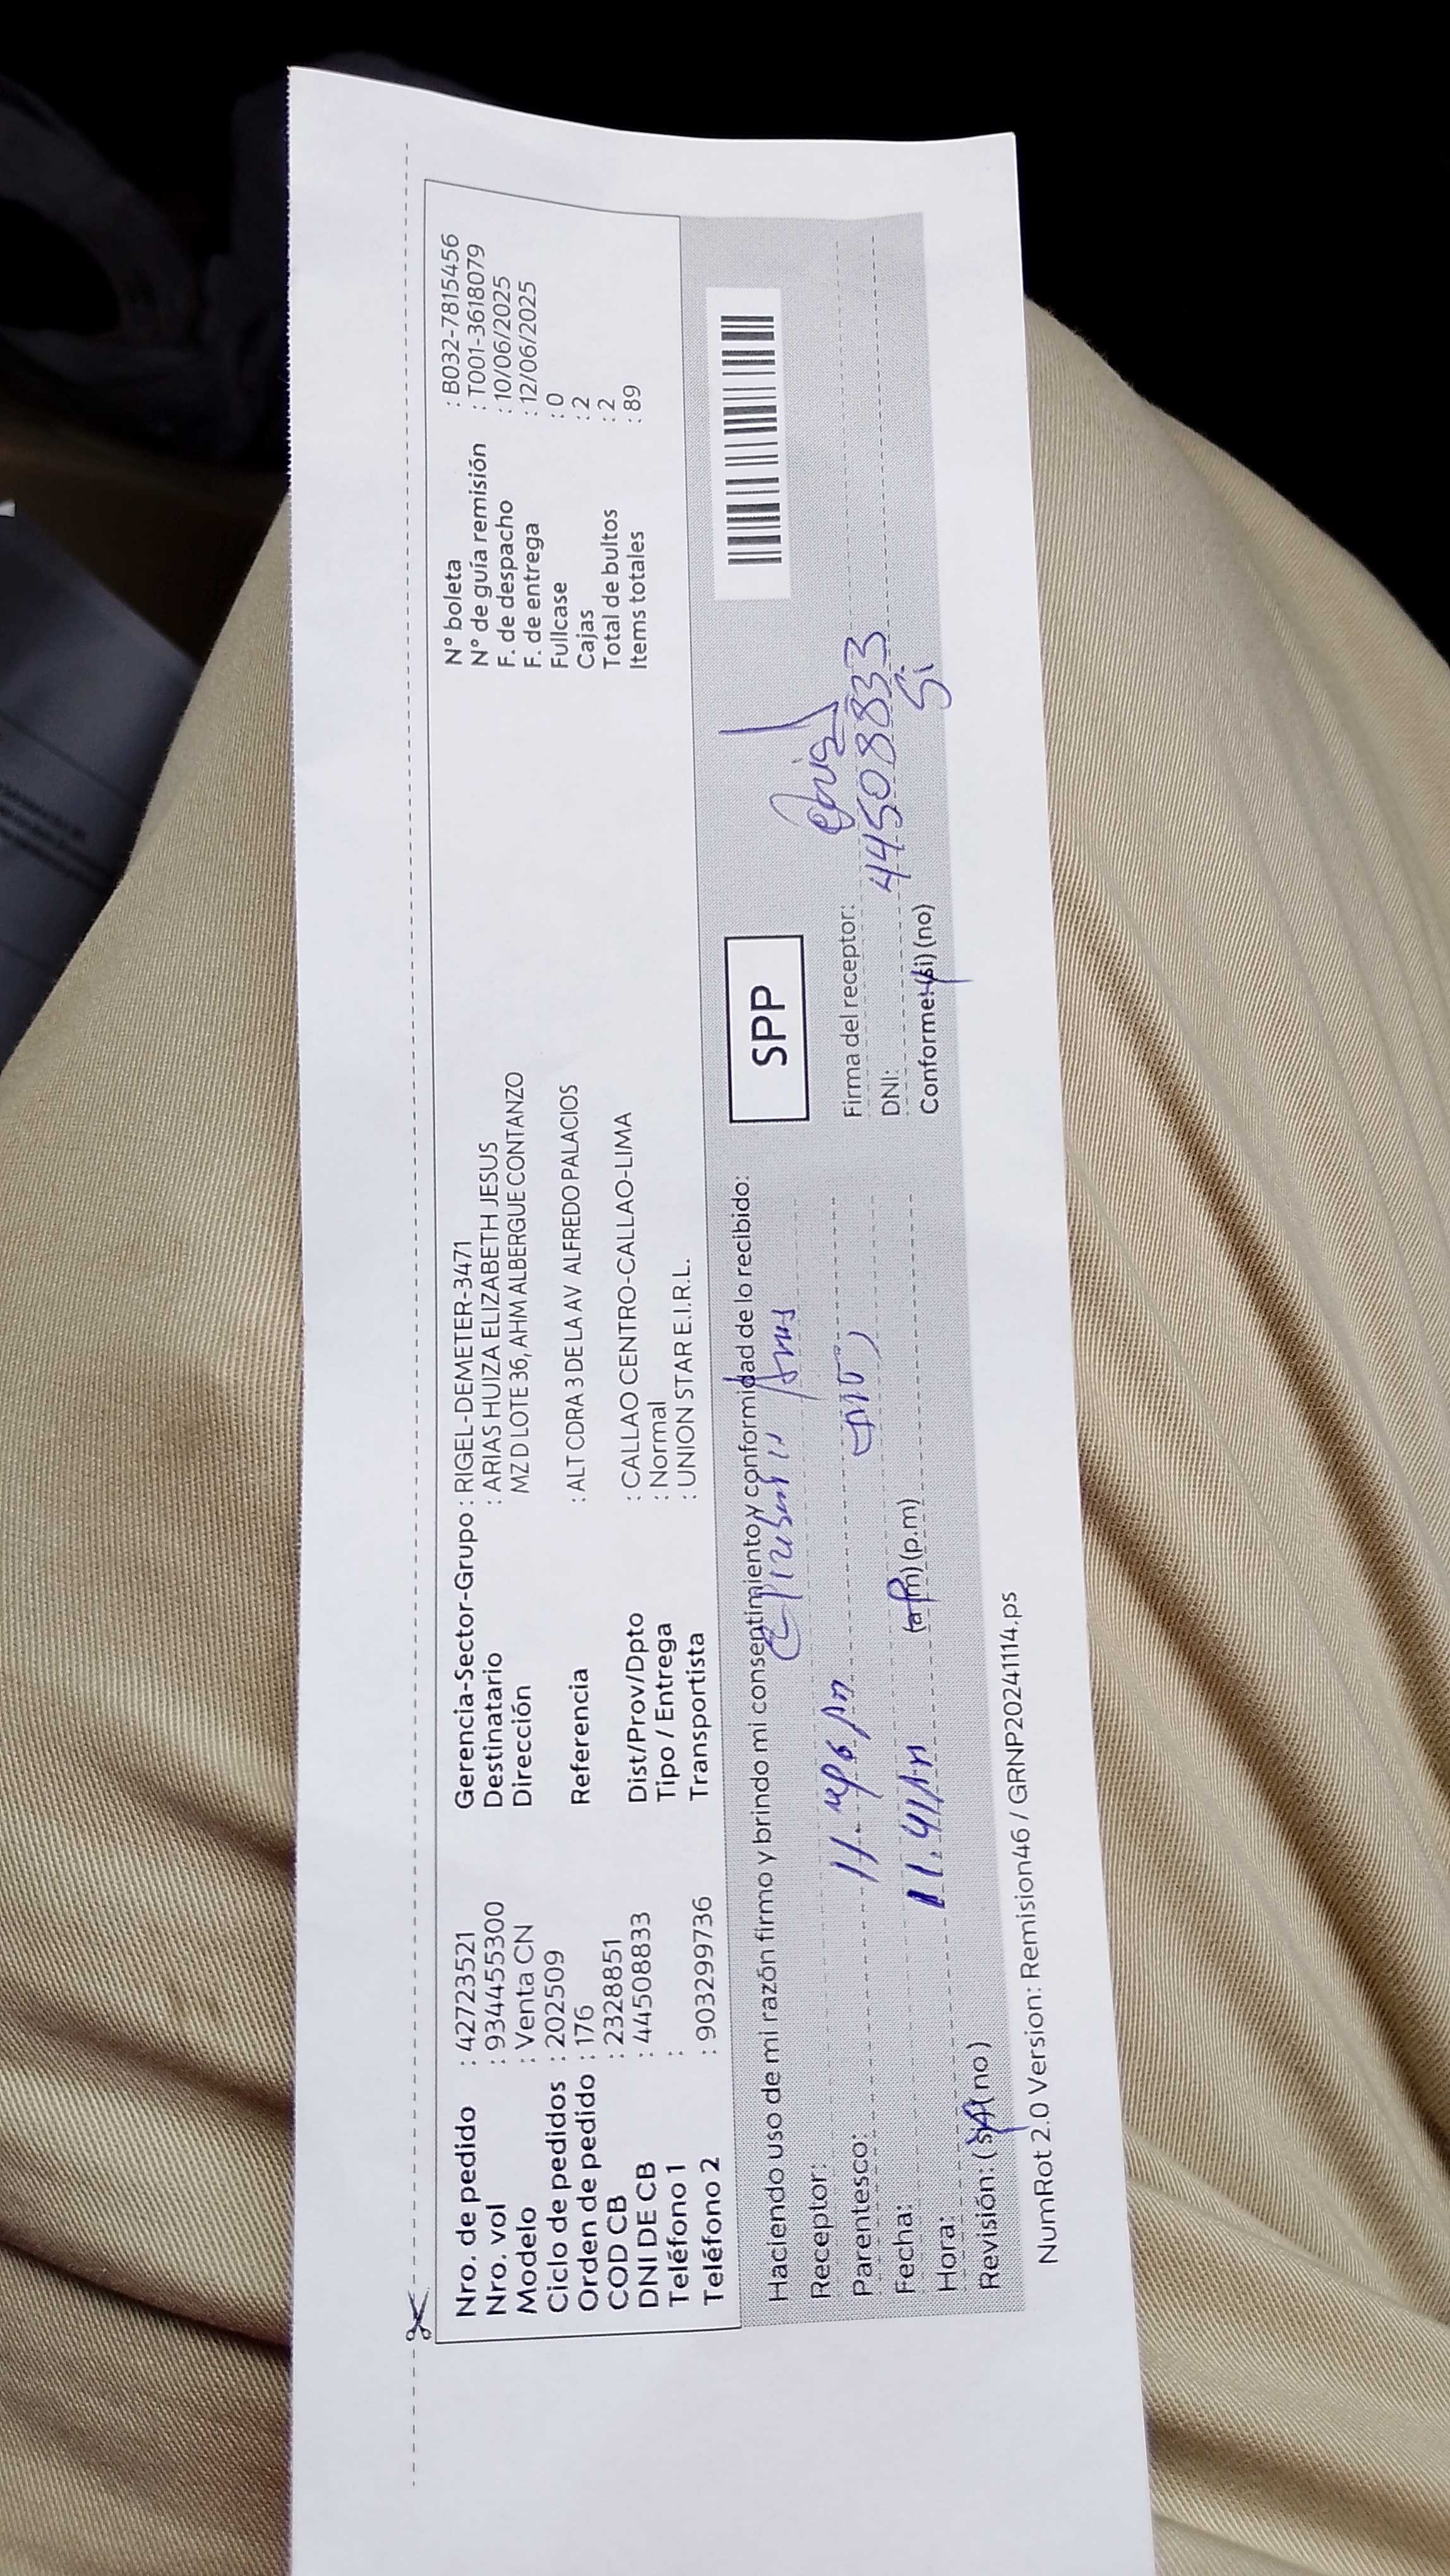 Nro. de pedido : 42723521
Nro. vol : 9344455300
Modelo : Venta CN
Ciclo de pedidos : 202509
Orden de pedido : 176
COD CB : 2328851
DNI DE CB : 44508833
Teléfono 1 :
Teléfono 2 : 903299736
Gerencia-Sector-Grupo : RIGEL-DEMETER-3471
Destinatario : ARIAS HUIZA ELIZABETH JESUS
Dirección MZ D LOTE 36, AHM ALBERGUE CONTANZO
Referencia : ALT CDRA 3 DE LA AV ALFREDO PALACIOS
Dist/Prov/Dpto : CALLAO CENTRO-CALLAO-LIMA
Tipo / Entrega : Normal
Transportista : UNION STAR E.I.R.L.
N° boleta : B032-7815456
N° de guía remisión : T001-3618079
F. de despacho : 10/06/2025
F. de entrega : 12/06/2025
Fullcase : 0
Cajas : 2
Total de bultos : 2
Items totales : 89
Haciendo uso de mi razón firmo y brindo mi consentimiento y conformidad de lo recibido:
Receptor:
Parentesco:
Fecha:
Hora: (a.m) (p.m)
Revisión: (si) (no)
SPP
Firma del receptor:
DNI: 44508833
Conforme: (si) (no) Si
NumRot 2.0 Version: Remision46 / GRNP20241114.ps